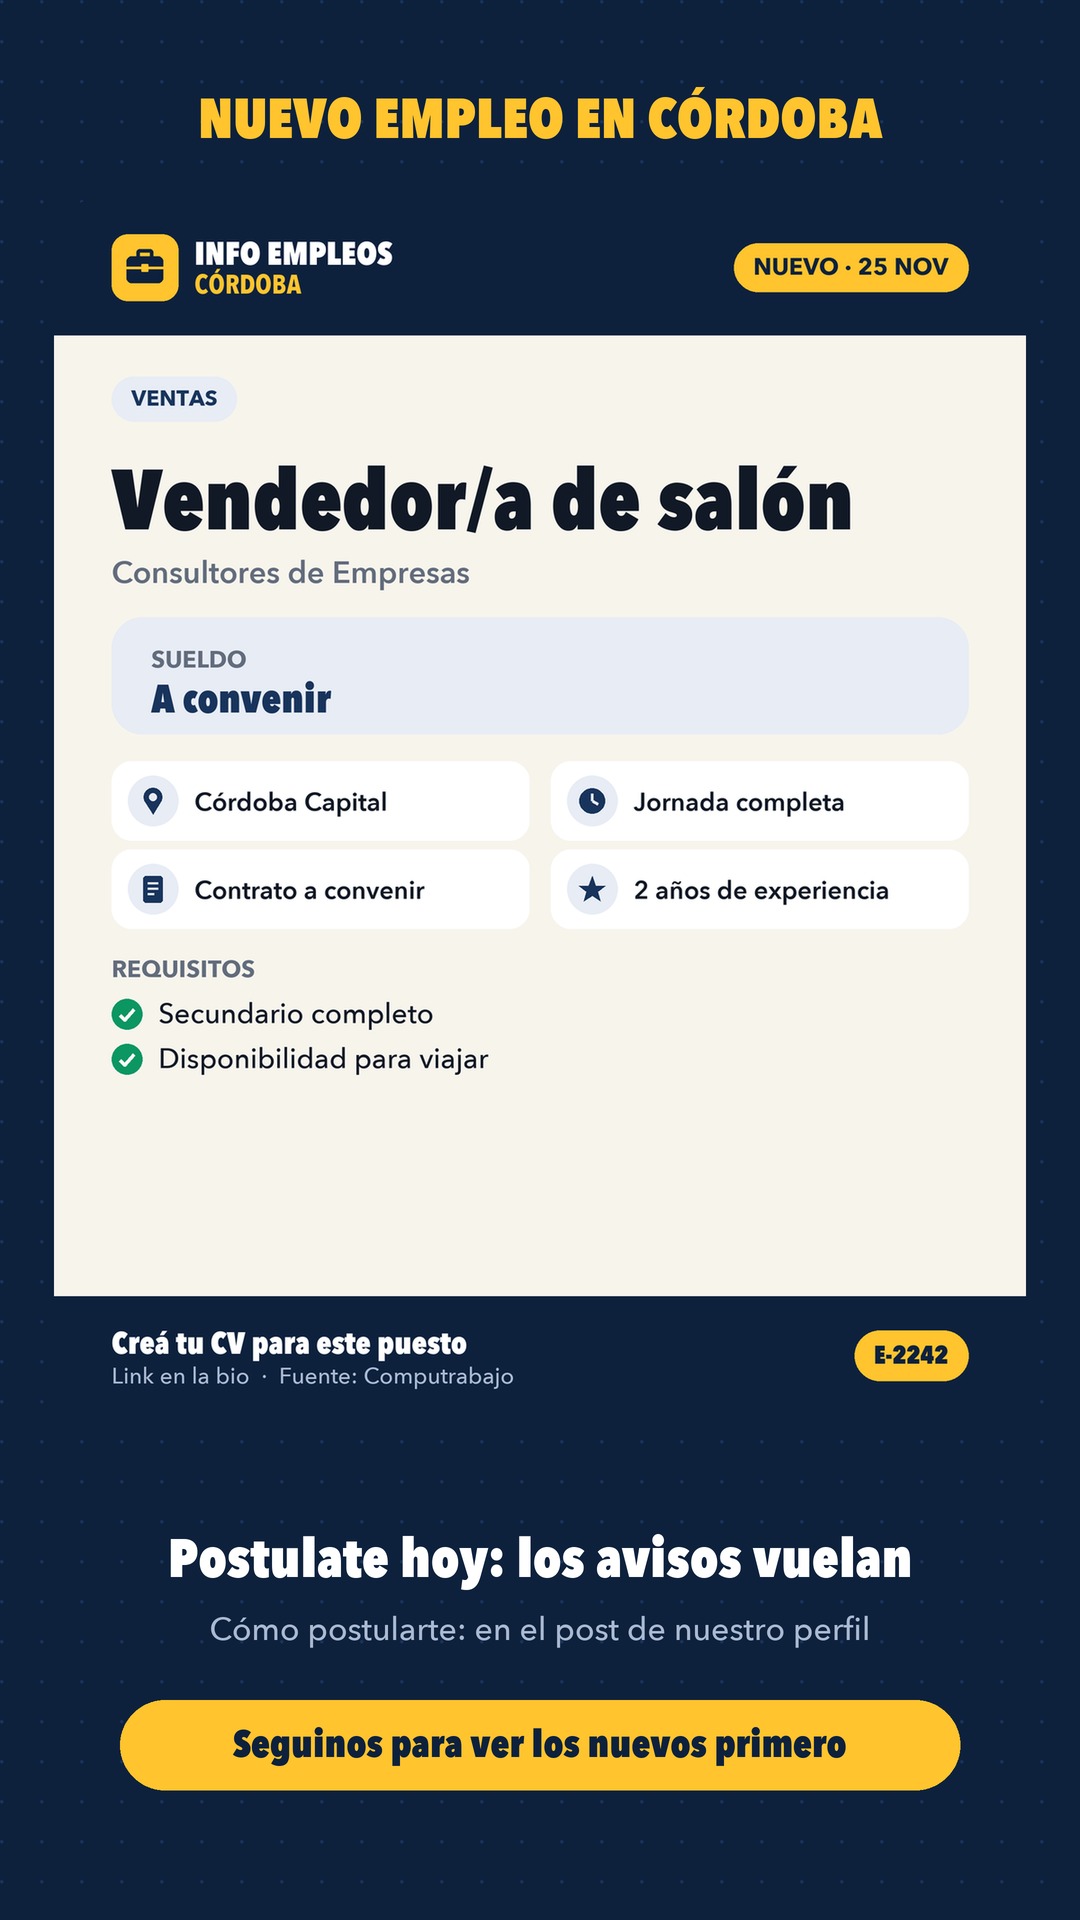 NUEVO EMPLEO EN CÓRDOBA
INFO EMPLEOS
CÓRDOBA
NUEVO · 25 NOV
VENTAS
Vendedor/a de salón
Consultores de Empresas
SUELDO
A convenir
Córdoba Capital
Jornada completa
Contrato a convenir
2 años de experiencia
REQUISITOS
Secundario completo
Disponibilidad para viajar
Creá tu CV para este puesto
Link en la bio · Fuente: Computrabajo
E-2242
Postulate hoy: los avisos vuelan
Cómo postularte: en el post de nuestro perfil
Seguinos para ver los nuevos primero